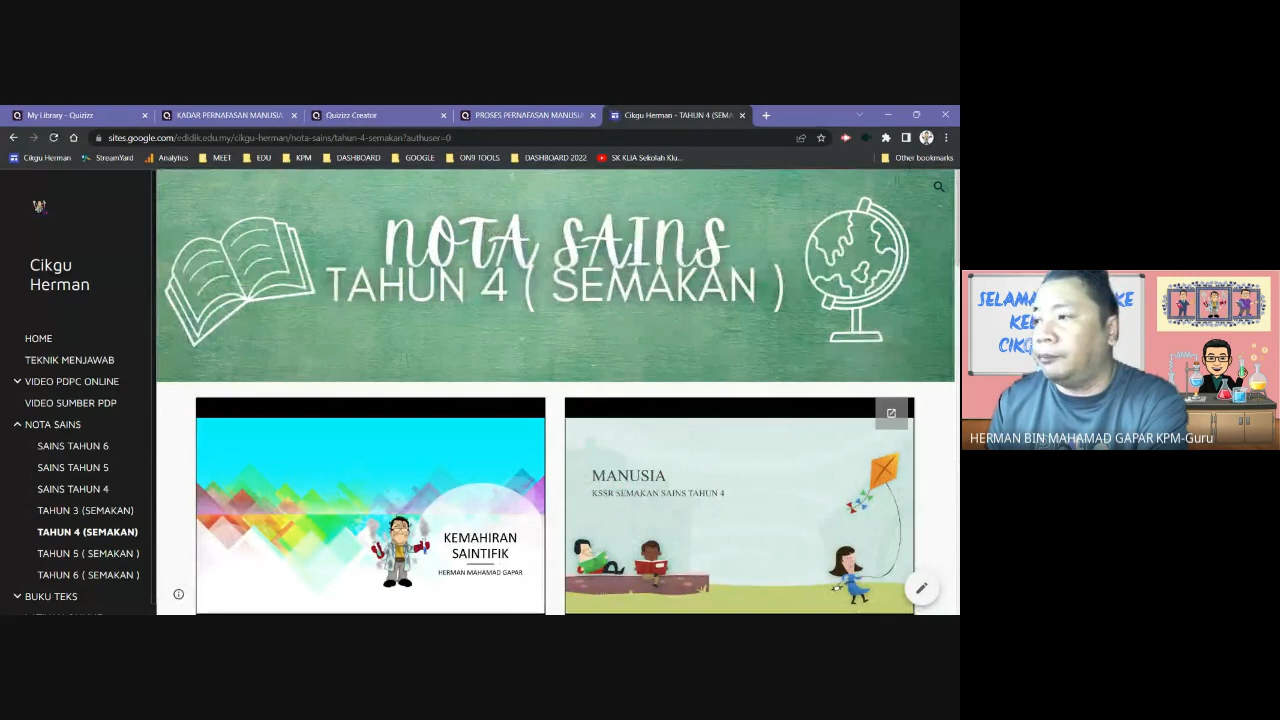 My Library - Quizizz
KADAR PERNAFASAN MANUSIA
Quizizz Creator
PROSES PERNAFASAN MANUSIA
Cikgu Herman - TAHUN 4 (SEMA
sites.google.com/edidik.edu.my/cikgu-herman/nota-sains/tahun-4-semakan?authuser=0
Cikgu Herman
StreamYard
Analytics
MEET
EDU
KPM
DASHBOARD
GOOGLE
ON9 TOOLS
DASHBOARD 2022
SK KLIA Sekolah Klu...
Other bookmarks
Cikgu
Herman
HOME
TEKNIK MENJAWAB
VIDEO PDPC ONLINE
VIDEO SUMBER PDP
NOTA SAINS
SAINS TAHUN 6
SAINS TAHUN 5
SAINS TAHUN 4
TAHUN 3 (SEMAKAN)
TAHUN 4 (SEMAKAN)
TAHUN 5 ( SEMAKAN )
TAHUN 6 ( SEMAKAN )
BUKU TEKS
NOTA SAINS
TAHUN 4 ( SEMAKAN )
KEMAHIRAN
SAINTIFIK
HERMAN MAHAMAD GAPAR
MANUSIA
KSSR SEMAKAN SAINS TAHUN 4
SELAMA KE
KE
CIK
HERMAN BIN MAHAMAD GAPAR KPM-Guru